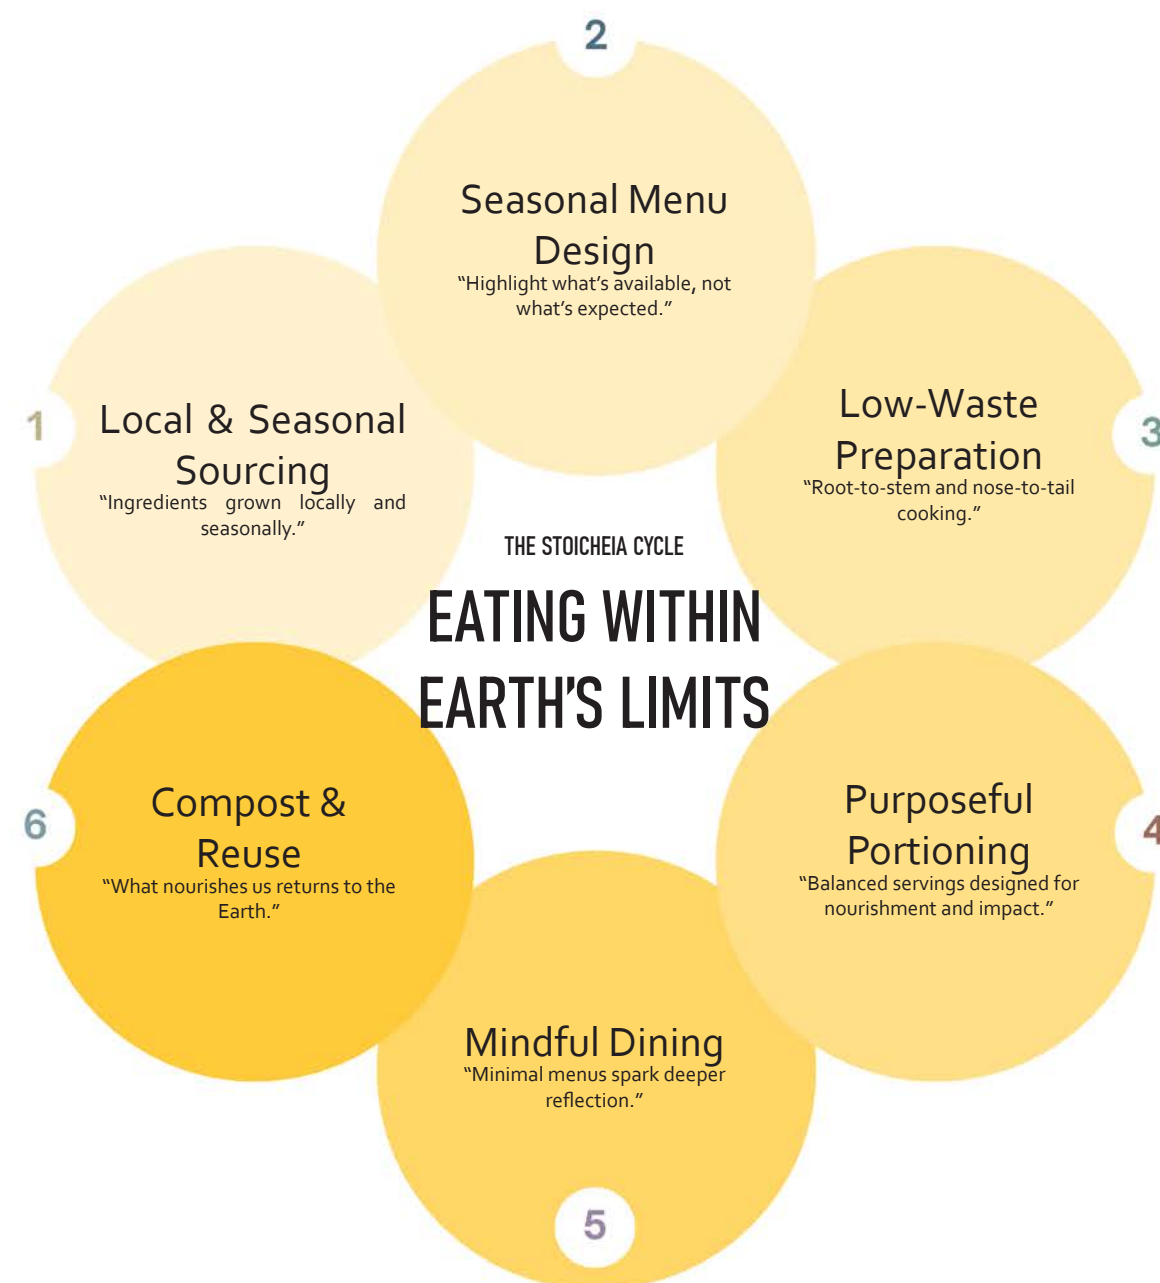 2
Seasonal Menu
Design
“Highlight what’s available, not
what’s expected.”
1
Local & Seasonal
Sourcing
“Ingredients grown locally and
seasonally.”
3
Low-Waste
Preparation
“Root-to-stem and nose-to-tail
cooking.”
THE STOICHEIA CYCLE
EATING WITHIN
EARTH’S LIMITS
6
Compost &
Reuse
“What nourishes us returns to the
Earth.”
4
Purposeful
Portioning
“Balanced servings designed for
nourishment and impact.”
Mindful Dining
“Minimal menus spark deeper
reflection.”
5